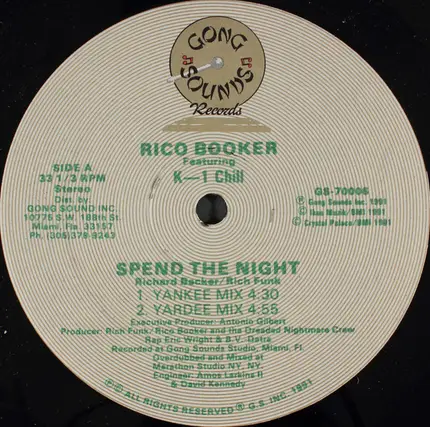 GONG
SOUNDS
Records
RICO BOOKER
Featuring
K—1 Chill
SIDE A
33 1/3 RPM
Stereo
Dist. by
GONG SOUND INC.
10775 S.W. 188th St
Miami, Fla. 33157
Ph. (305)378-9243
GS-70006
℗ Gong Sounds Inc. 1991
© Ikus Muzik/BMI 1991
© Crystal Palace/BMI 1991
SPEND THE NIGHT
Richard Becker/Rich Funk
1. YANKEE MIX 4:30
2. YARDEE MIX 4:55
Executive Producer: Antonio Gilbert
Producer: Rich Funk/Rico Booker and the Dreaded Nightmare Crew
Rap Eric Wright & B.V. Datra
Recorded at Gong Sounds Studio, Miami, Fl.
Overdubbed and Mixed at
Marathon Studio NY, NY.
Engineer: Amos Larkins II
& David Kennedy
℗© ALL RIGHTS RESERVED ® G.S. INC. 1991